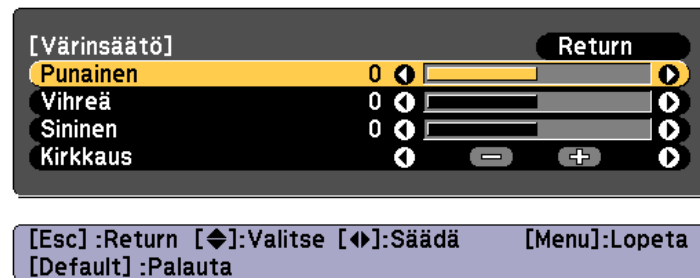 [Värinsäätö] Return
Punainen 0
Vihreä 0
Sininen 0
Kirkkaus − +
[Esc] :Return [◆]:Valitse [◀▶]:Säädä [Menu]:Lopeta
[Default] :Palauta